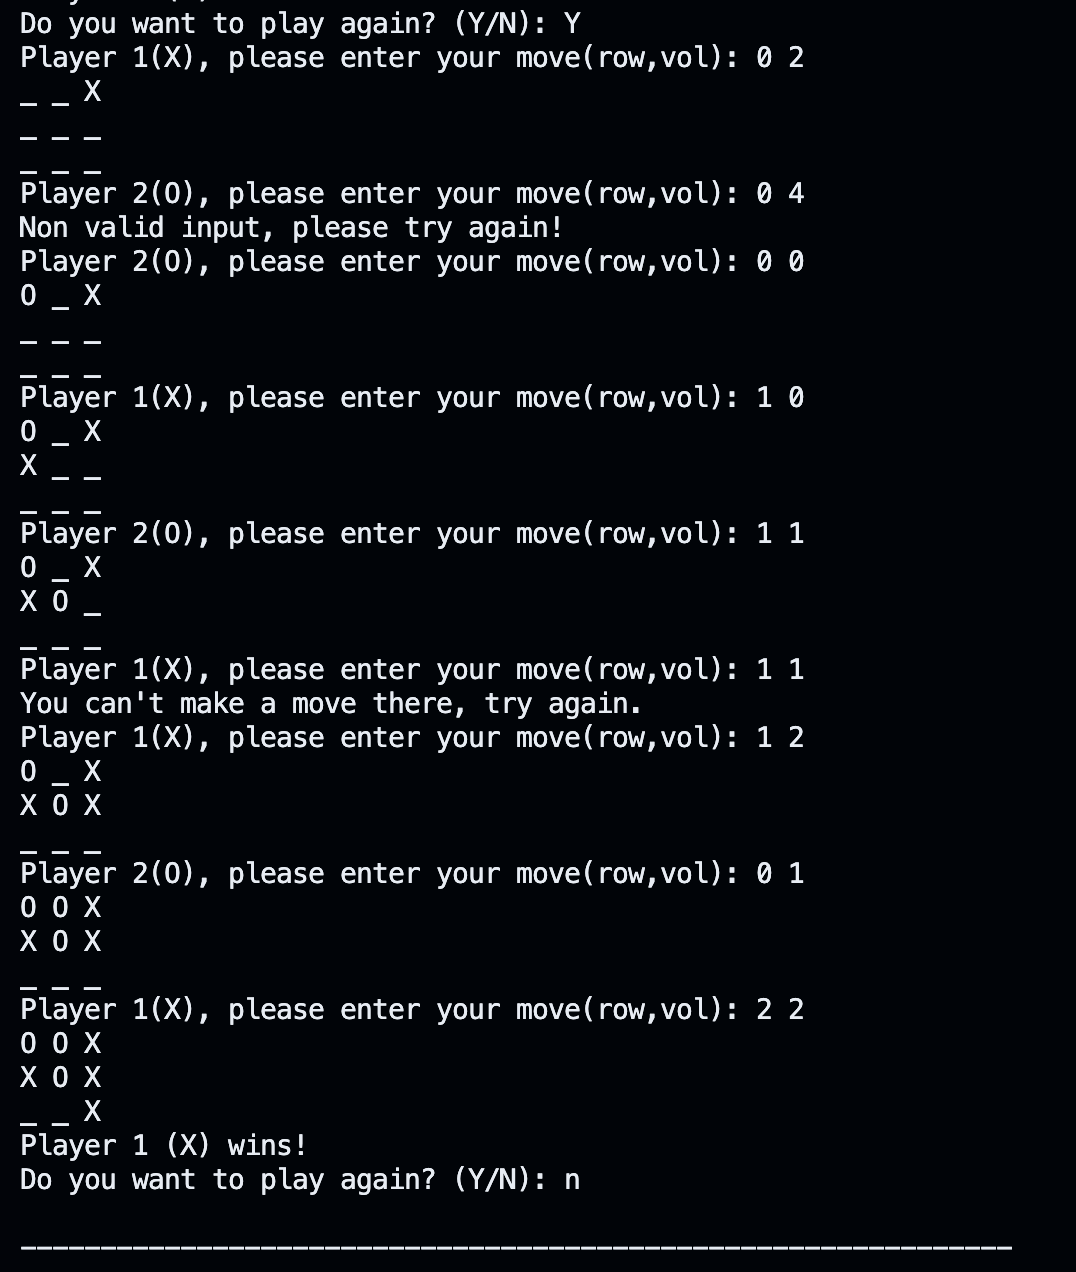 Do you want to play again? (Y/N): Y
Player 1(X), please enter your move(row,vol): 0 2
_ _ X
_ _ _
_ _ _
Player 2(O), please enter your move(row,vol): 0 4
Non valid input, please try again!
Player 2(O), please enter your move(row,vol): 0 0
O _ X
_ _ _
_ _ _
Player 1(X), please enter your move(row,vol): 1 0
O _ X
X _ _
_ _ _
Player 2(O), please enter your move(row,vol): 1 1
O _ X
X O _
_ _ _
Player 1(X), please enter your move(row,vol): 1 1
You can't make a move there, try again.
Player 1(X), please enter your move(row,vol): 1 2
O _ X
X O X
_ _ _
Player 2(O), please enter your move(row,vol): 0 1
O O X
X O X
_ _ _
Player 1(X), please enter your move(row,vol): 2 2
O O X
X O X
_ _ X
Player 1 (X) wins!
Do you want to play again? (Y/N): n
______________________________________________________________